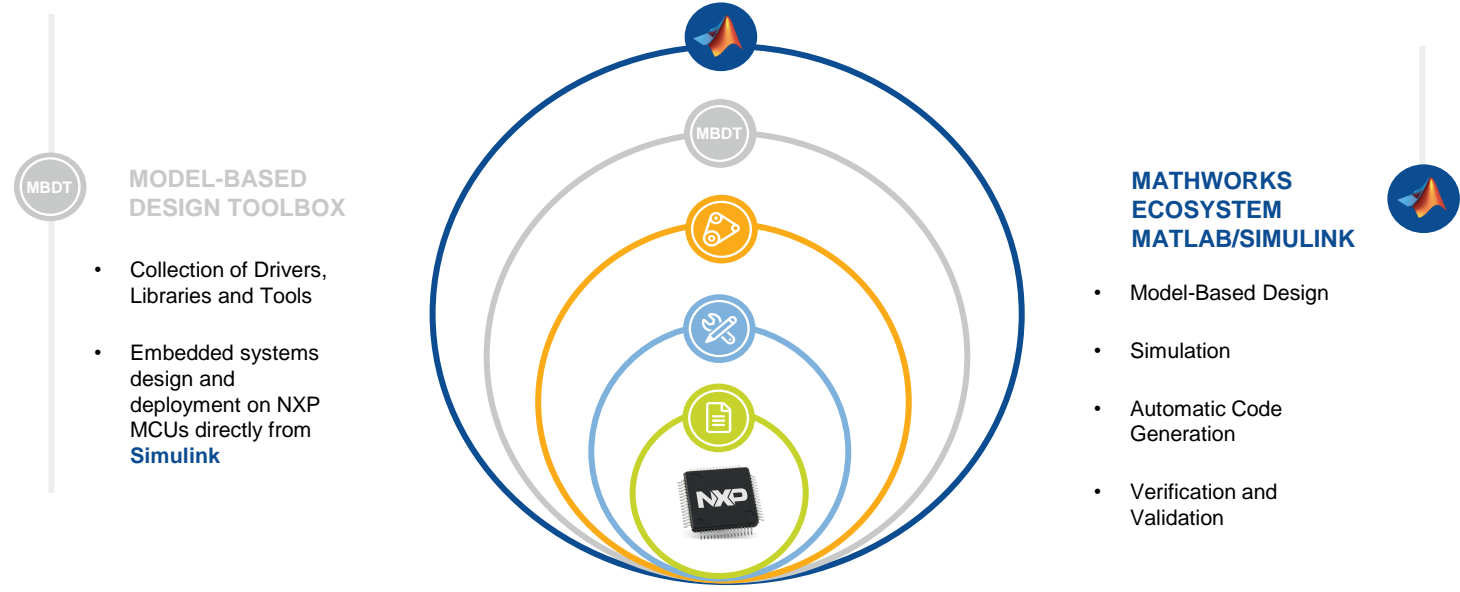 MBDT
MODEL-BASED
DESIGN TOOLBOX
• Collection of Drivers,
Libraries and Tools
• Embedded systems
design and
deployment on NXP
MCUs directly from
Simulink
MBDT
NXP
MATHWORKS
ECOSYSTEM
MATLAB/SIMULINK
• Model-Based Design
• Simulation
• Automatic Code
Generation
• Verification and
Validation